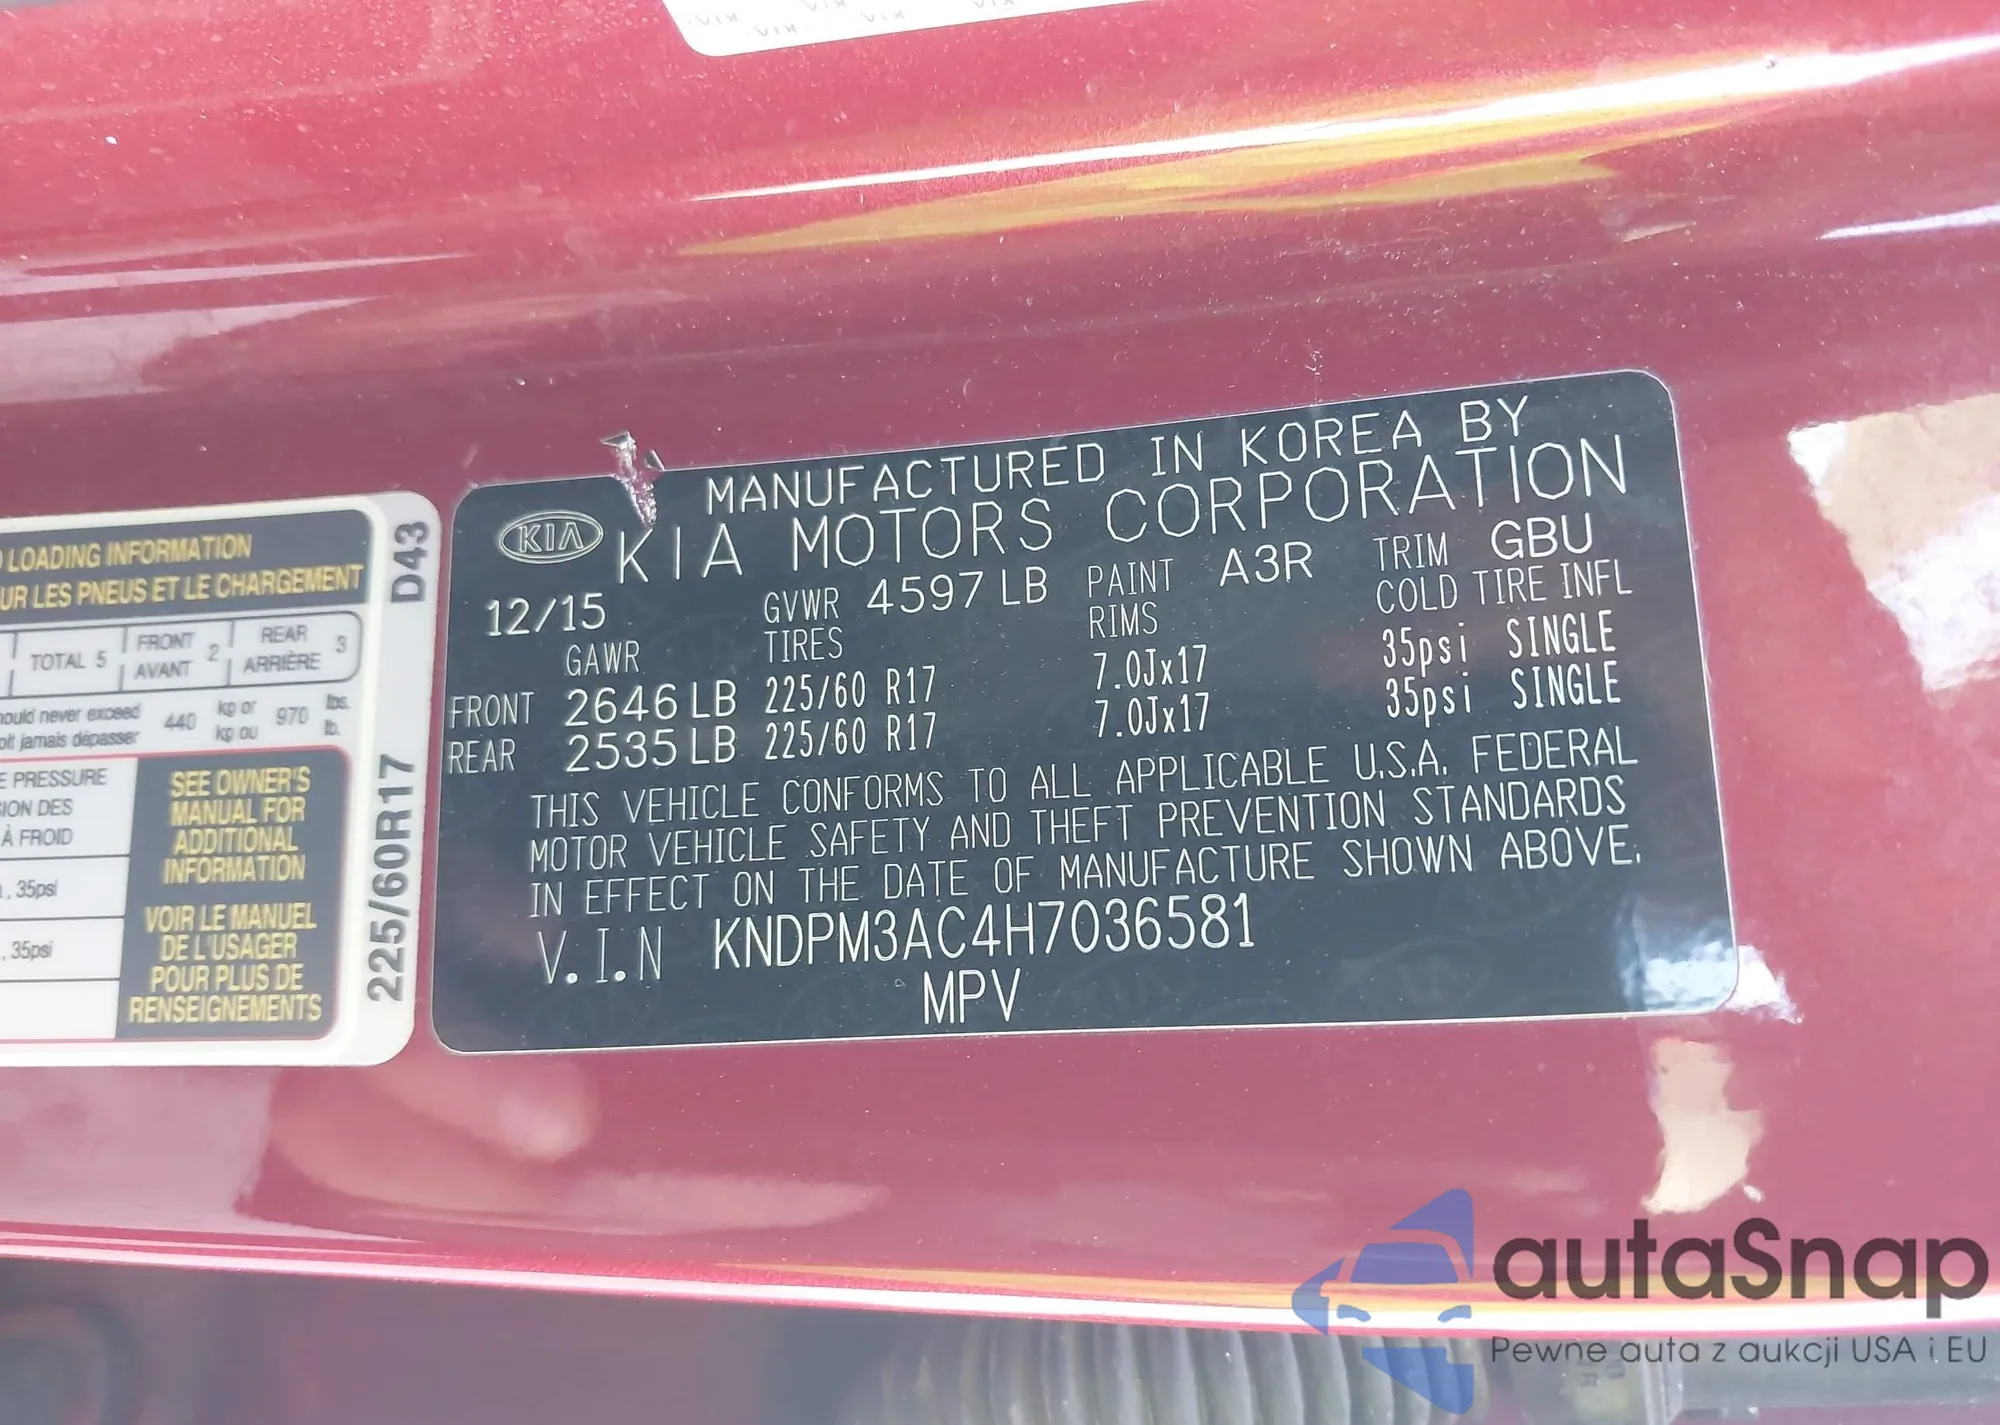 LOADING INFORMATION
UR LES PNEUS ET LE CHARGEMENT
TOTAL 5
FRONT
AVANT
2
REAR
ARRIÈRE
3
never exceed
jamais dépasser
440
kg or
kg ou
970
lbs.
lb.
PRESSURE
DES
À FROID
35psi
35psi
SEE OWNER'S
MANUAL FOR
ADDITIONAL
INFORMATION
VOIR LE MANUEL
DE L'USAGER
POUR PLUS DE
RENSEIGNEMENTS
225/60R17 D43
KIA
MANUFACTURED IN KOREA BY
KIA MOTORS CORPORATION
12/15 GVWR 4597 LB PAINT A3R TRIM GBU
GAWR TIRES RIMS COLD TIRE INFL
FRONT 2646 LB 225/60 R17 7.0Jx17 35psi SINGLE
REAR 2535 LB 225/60 R17 7.0Jx17 35psi SINGLE
THIS VEHICLE CONFORMS TO ALL APPLICABLE U.S.A. FEDERAL
MOTOR VEHICLE SAFETY AND THEFT PREVENTION STANDARDS
IN EFFECT ON THE DATE OF MANUFACTURE SHOWN ABOVE.
V.I.N KNDPM3AC4H7036581
MPV
autaSnap
Pewne auta z aukcji USA i EU